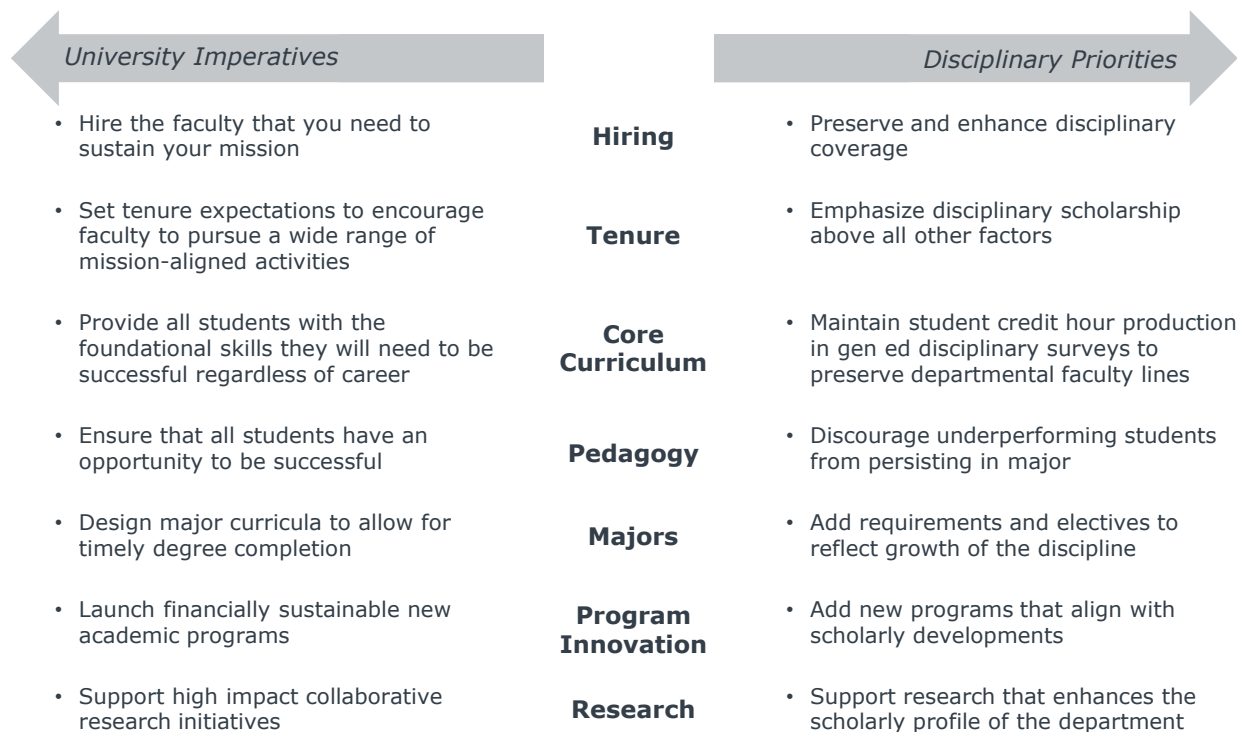 University Imperatives
Disciplinary Priorities
• Hire the faculty that you need to
sustain your mission
Hiring
• Preserve and enhance disciplinary
coverage
• Set tenure expectations to encourage
faculty to pursue a wide range of
mission-aligned activities
Tenure
• Emphasize disciplinary scholarship
above all other factors
• Provide all students with the
foundational skills they will need to be
successful regardless of career
Core
Curriculum
• Maintain student credit hour production
in gen ed disciplinary surveys to
preserve departmental faculty lines
• Ensure that all students have an
opportunity to be successful
Pedagogy
• Discourage underperforming students
from persisting in major
• Design major curricula to allow for
timely degree completion
Majors
• Add requirements and electives to
reflect growth of the discipline
• Launch financially sustainable new
academic programs
Program
Innovation
• Add new programs that align with
scholarly developments
• Support high impact collaborative
research initiatives
Research
• Support research that enhances the
scholarly profile of the department